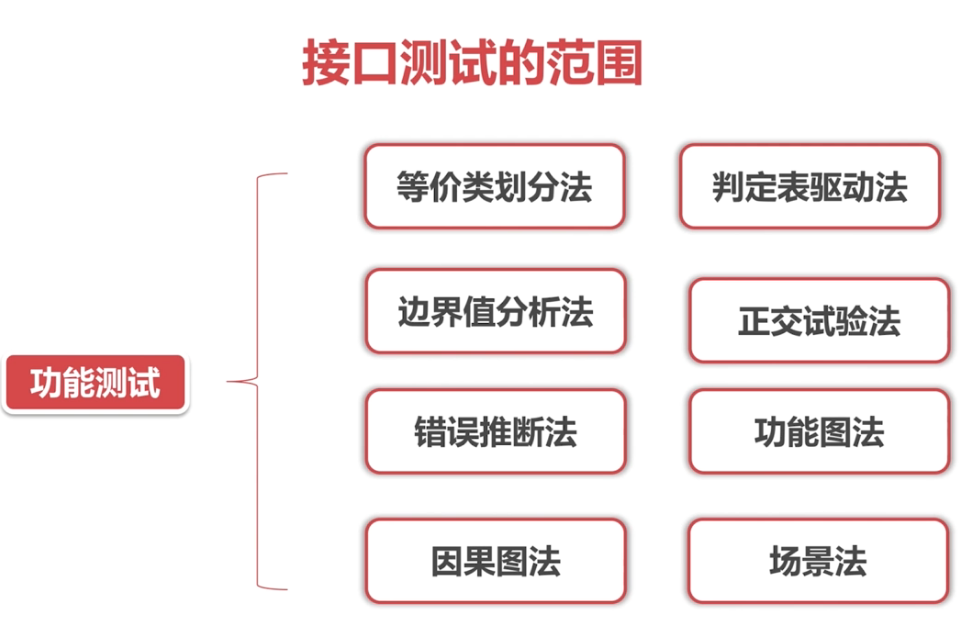 接口测试的范围
等价类划分法
判定表驱动法
边界值分析法
正交试验法
功能测试
错误推断法
功能图法
因果图法
场景法